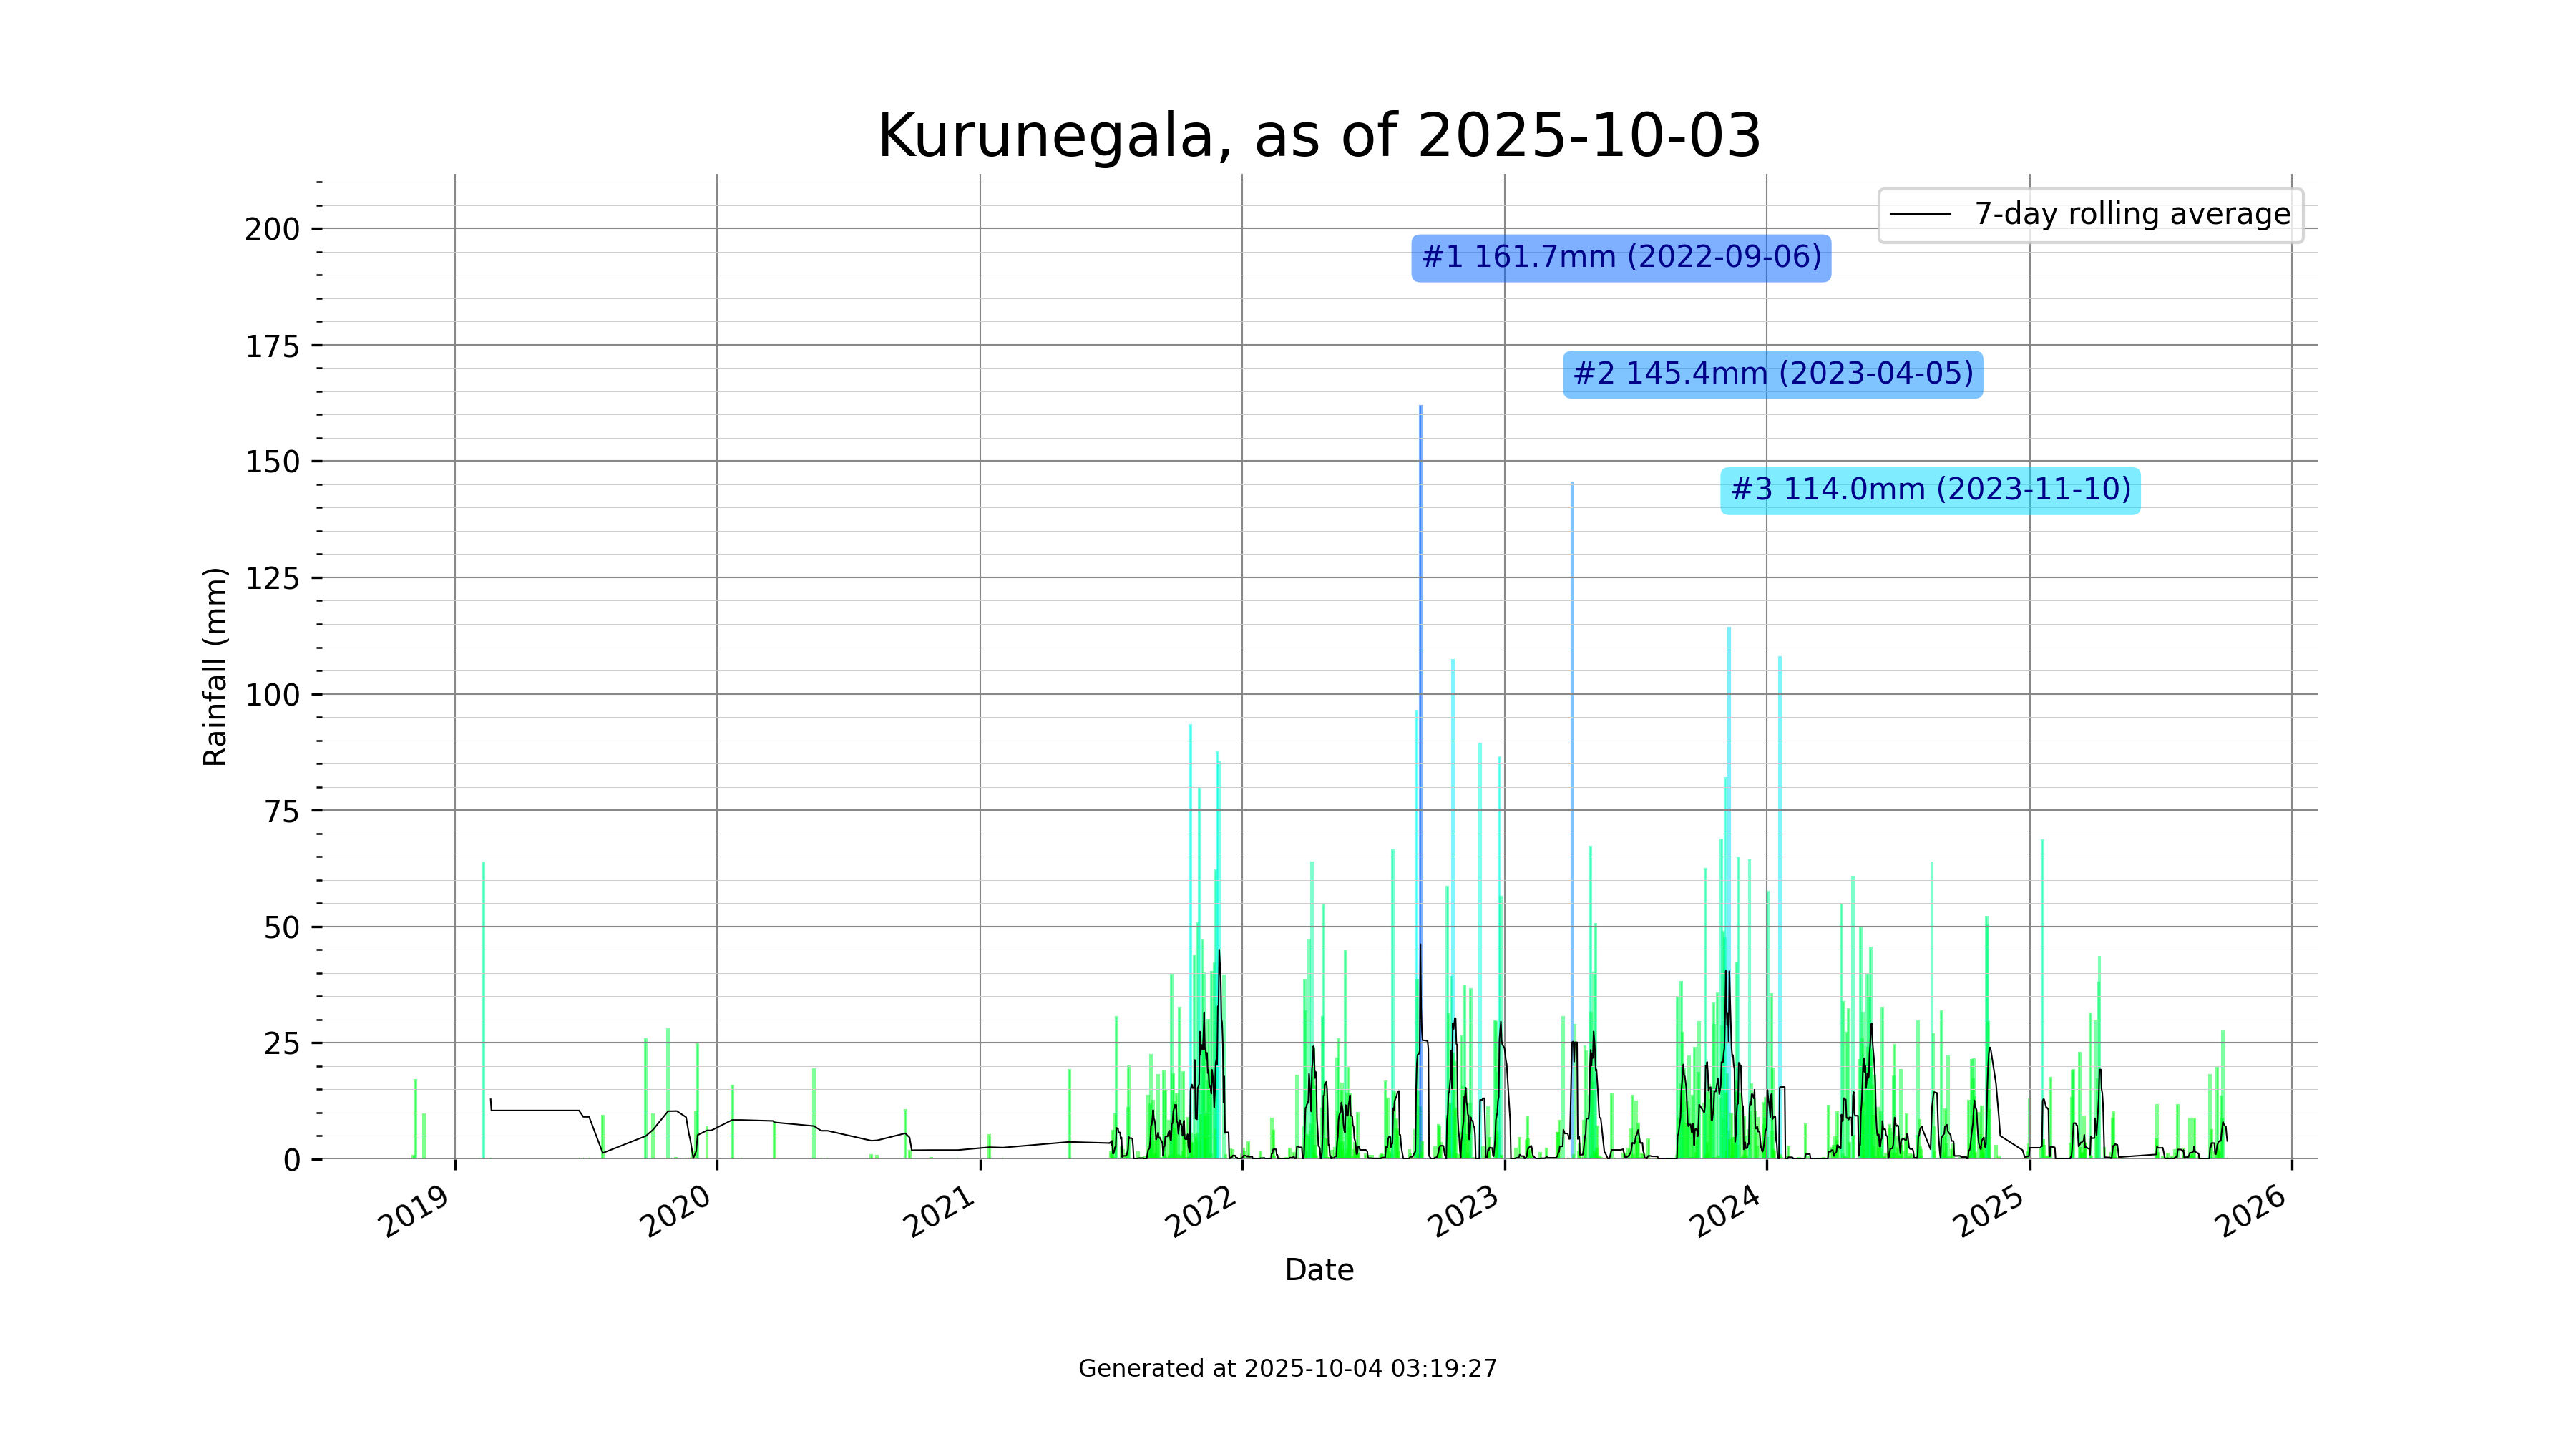 Kurunegala, as of 2025-10-03
7-day rolling average
#1 161.7mm (2022-09-06)
#2 145.4mm (2023-04-05)
#3 114.0mm (2023-11-10)
Rainfall (mm)
200
175
150
125
100
75
50
25
0
2019 2020 2021 2022 2023 2024 2025 2026
Date
Generated at 2025-10-04 03:19:27